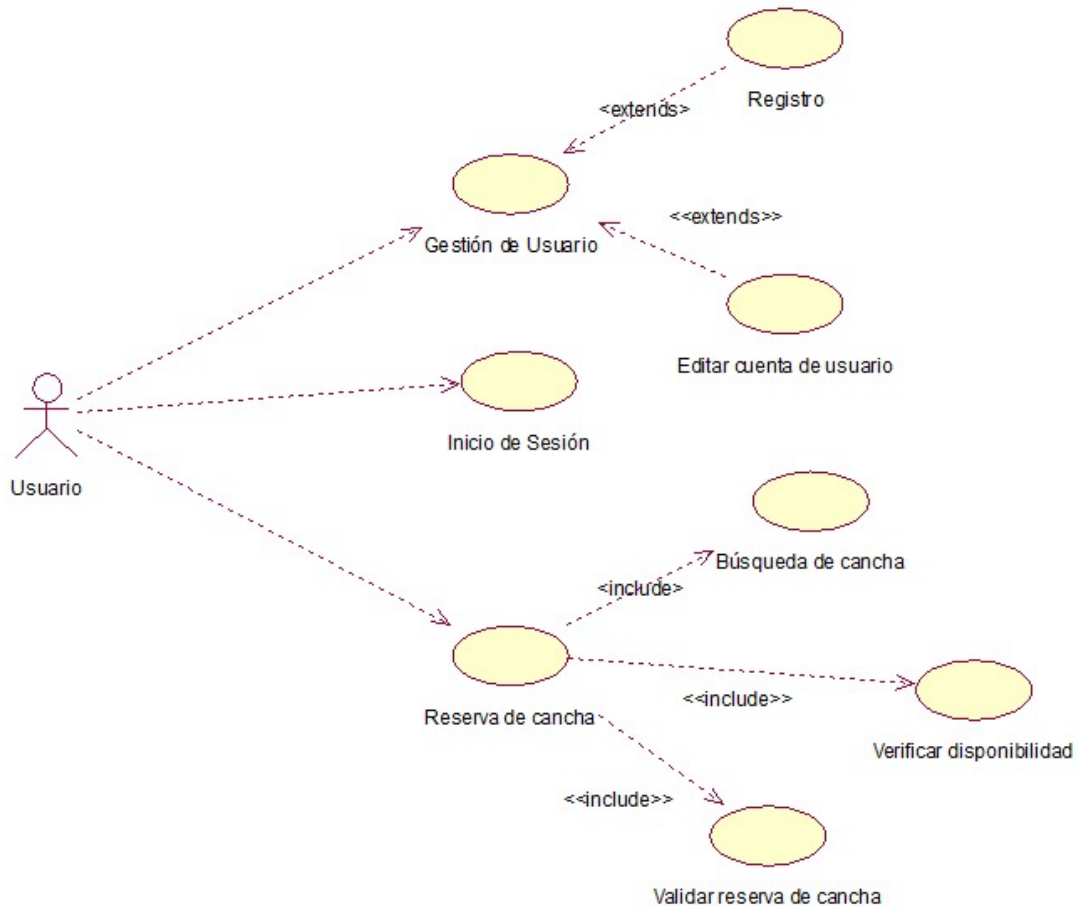 Registro
<extends>
Gestión de Usuario
<<extends>>
Editar cuenta de usuario
Inicio de Sesión
Usuario
Búsqueda de cancha
<include>
Reserva de cancha
<<include>>
Verificar disponibilidad
<<include>>
Validar reserva de cancha